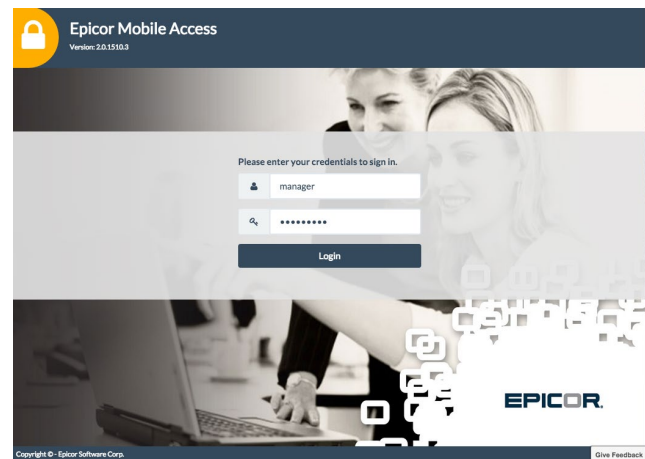 Epicor Mobile Access
Version: 2.0.1510.3
Please enter your credentials to sign in.
manager
•••••••••
Login
EPICOR.
Copyright © - Epicor Software Corp.
Give Feedback